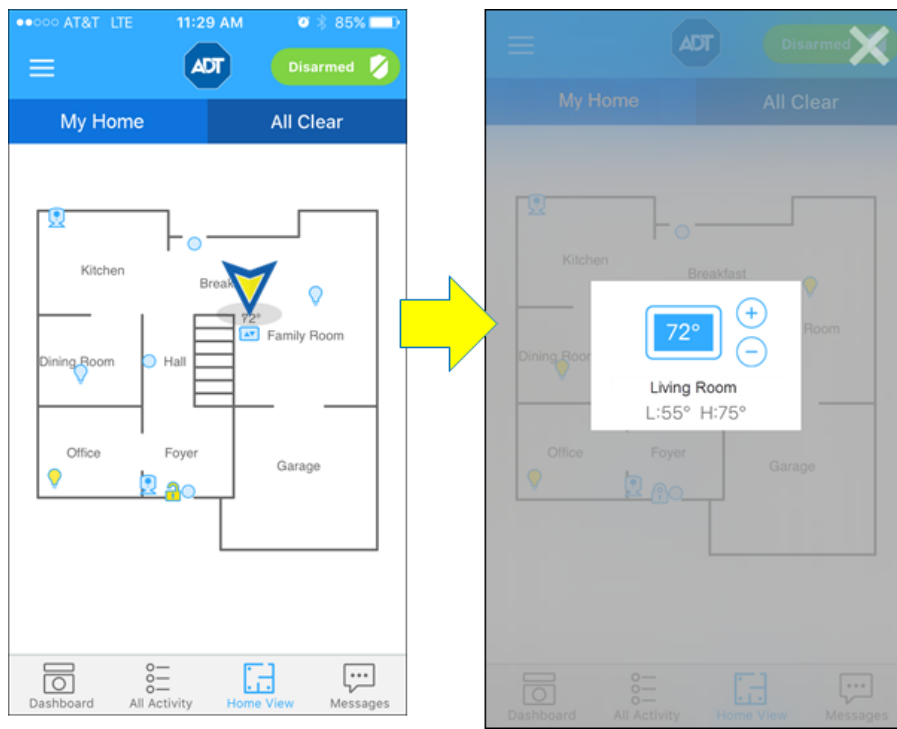 AT&T LTE 11:29 AM 85%
ADT Disarmed
My Home All Clear
Kitchen
Break
72°
Family Room
Dining Room
Hall
Office
Foyer
Garage
Dashboard All Activity Home View Messages
ADT Disarmed
My Home All Clear
Kitchen
Breakfast
Room
Dining Roo
72°
+
−
Living Room
L:55° H:75°
Office
Foyer
Garage
Dashboard All Activity Home View Messages